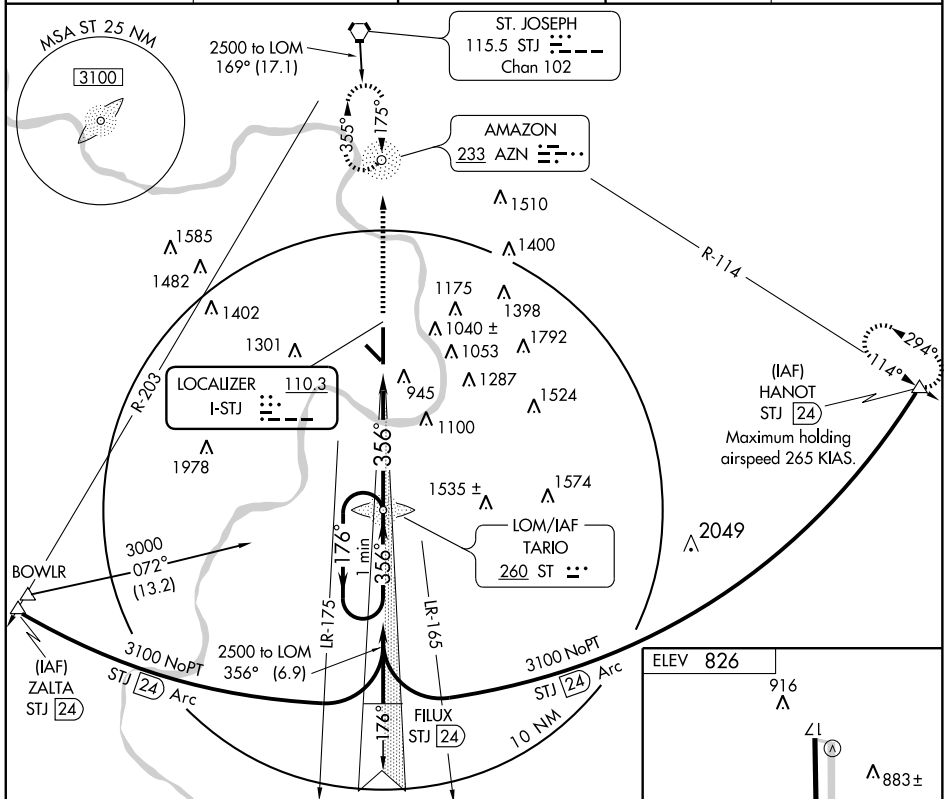 MSA ST 25 NM
3100
2500 to LOM
169° (17.1)
ST. JOSEPH
115.5 STJ
Chan 102
355°
175°
AMAZON
233 AZN
1510
1585
1482
1400
R-114
1402
1175
1398
1040 ±
1792
1301
1053
294°
114°
R-203
LOCALIZER 110.3
I-STJ
945
1287
(IAF)
HANOT
STJ 24
Maximum holding
airspeed 265 KIAS.
1524
1100
356°
1978
1535 ±
1574
LOM/IAF
TARIO
260 ST
2049
176°
1 min
356°
3000
072°
(13.2)
BOWLR
LR-175
LR-165
(IAF)
ZALTA
STJ 24
3100 NoPT
STJ 24 Arc
2500 to LOM
356° (6.9)
3100 NoPT
STJ 24 Arc
176°
FILUX
STJ 24
10 NM
ELEV 826
916
17
V
883 ±